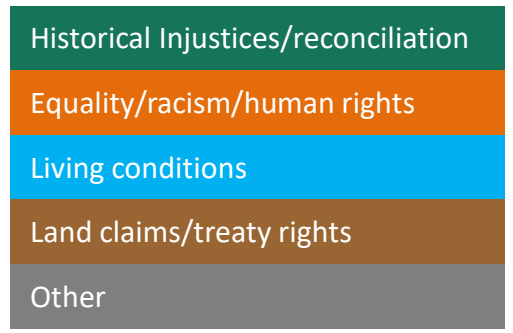 Historical Injustices/reconciliation
Equality/racism/human rights
Living conditions
Land claims/treaty rights
Other